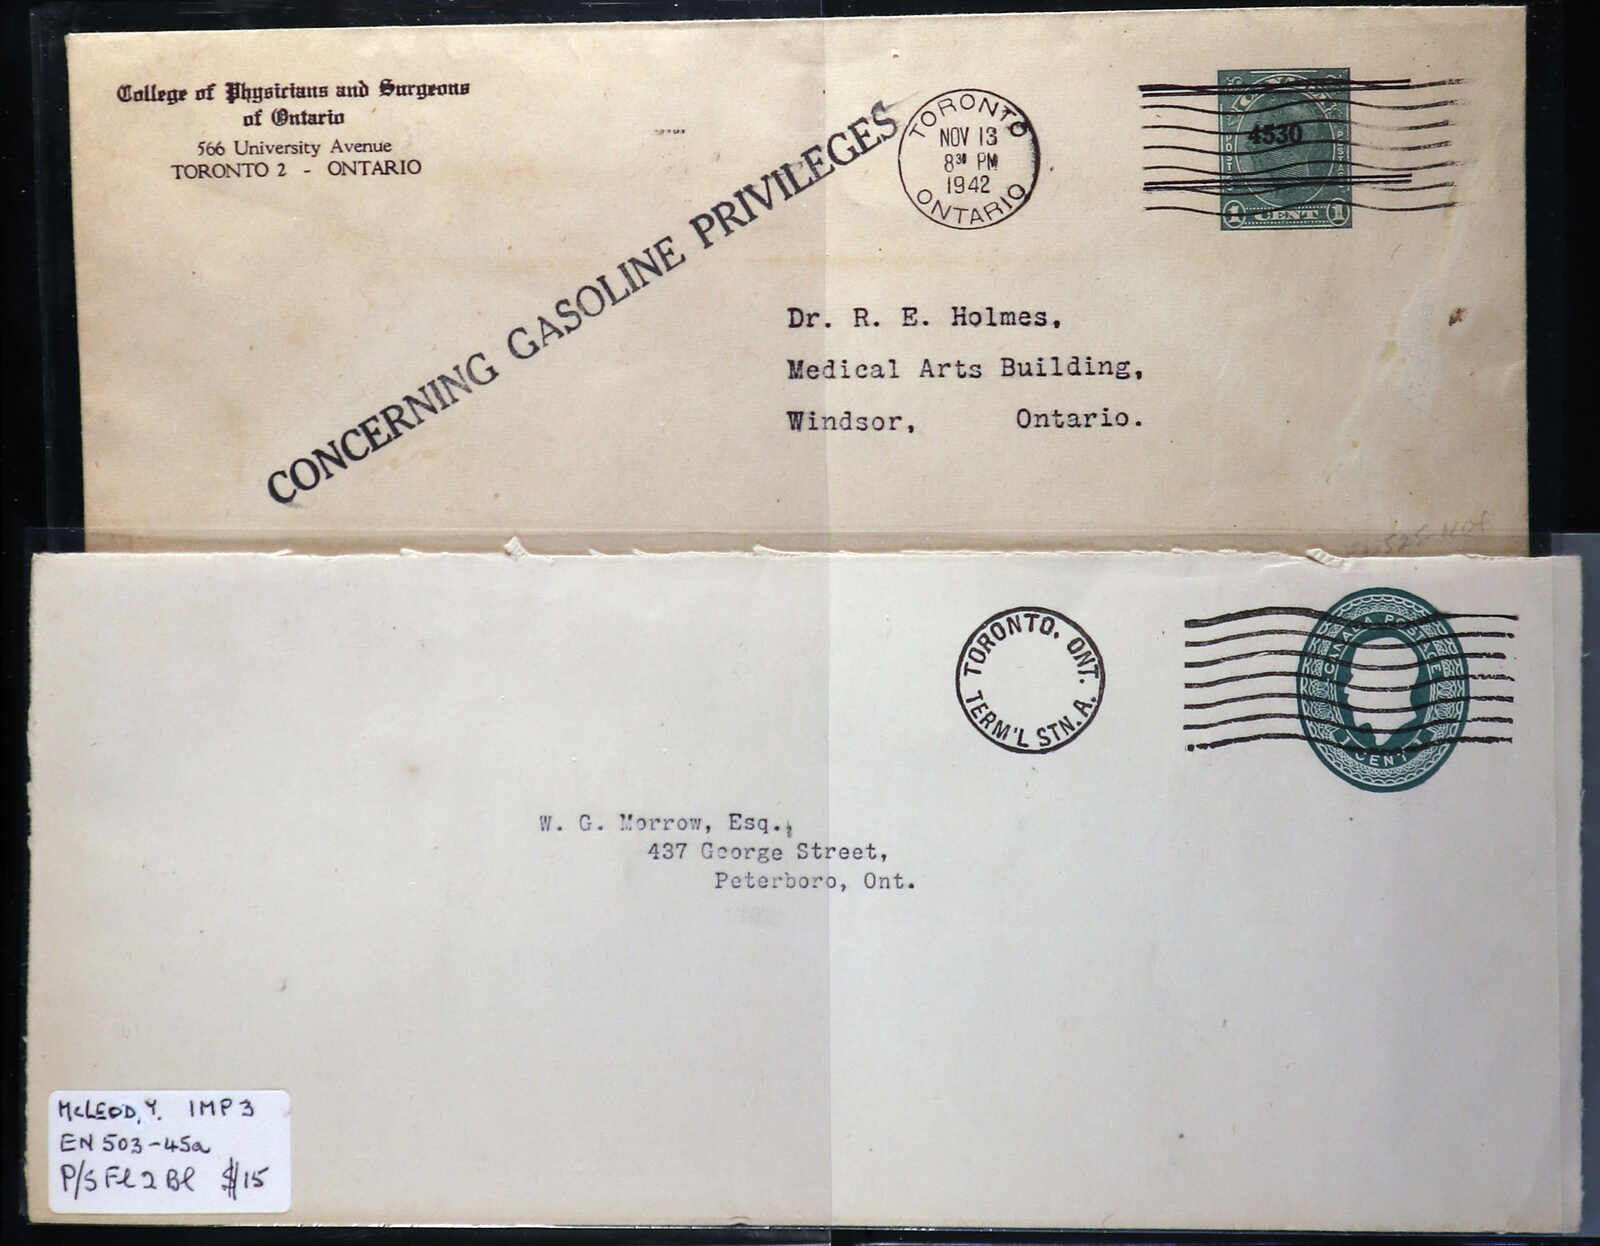 College of Physicians and Surgeons
of Ontario
566 University Avenue
TORONTO 2 - ONTARIO
CONCERNING GASOLINE PRIVILEGES
TORONTO
NOV 13
8 30 PM
1942
ONTARIO
4530
1 CENT 1
Dr. R. E. Holmes,
Medical Arts Building,
Windsor, Ontario.
TORONTO, ONT.
TERM'L STN. A.
CANADA POSTAGE
1 CENT
W. G. Morrow, Esq.,
437 George Street,
Peterboro, Ont.
McLEOD, Y. IMP 3
EN 503-45a
P/S Fl 2 Bl $15